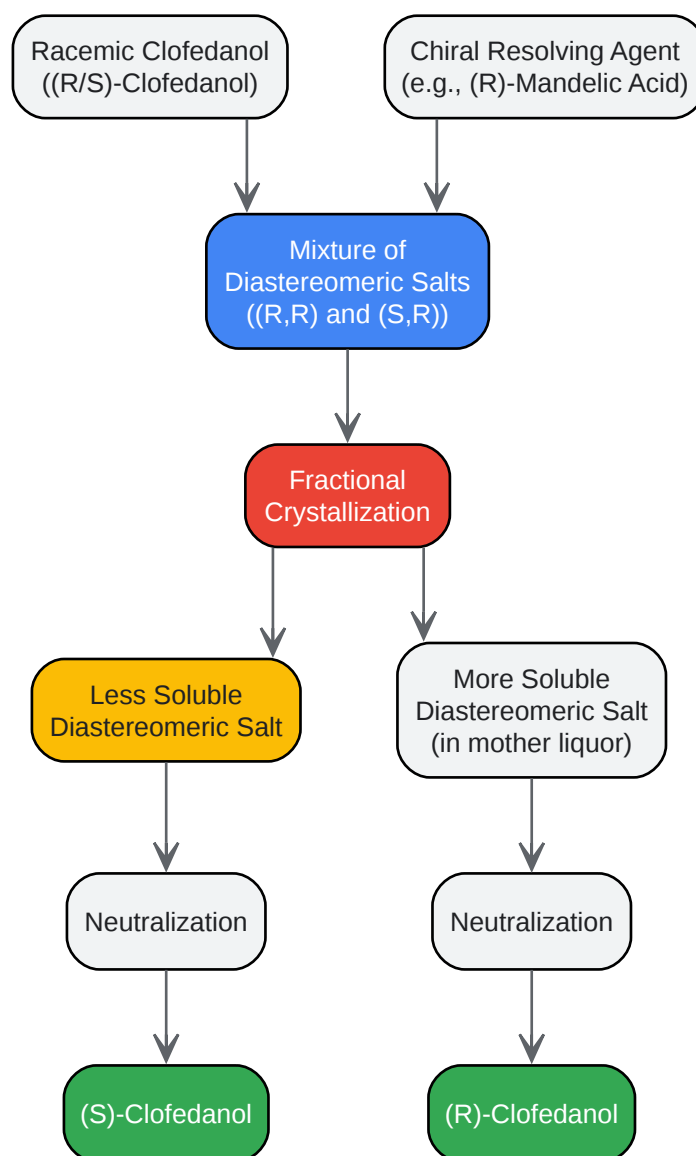 Racemic Clofedanol
((R/S)-Clofedanol)
Chiral Resolving Agent
(e.g., (R)-Mandelic Acid)
Mixture of
Diastereomeric Salts
((R,R) and (S,R))
Fractional
Crystallization
Less Soluble
Diastereomeric Salt
More Soluble
Diastereomeric Salt
(in mother liquor)
Neutralization
Neutralization
(S)-Clofedanol
(R)-Clofedanol